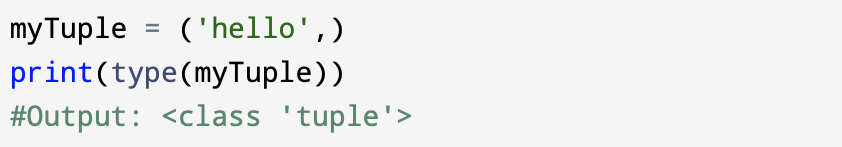 myTuple = ('hello',)
print(type(myTuple))
#Output: <class 'tuple'>